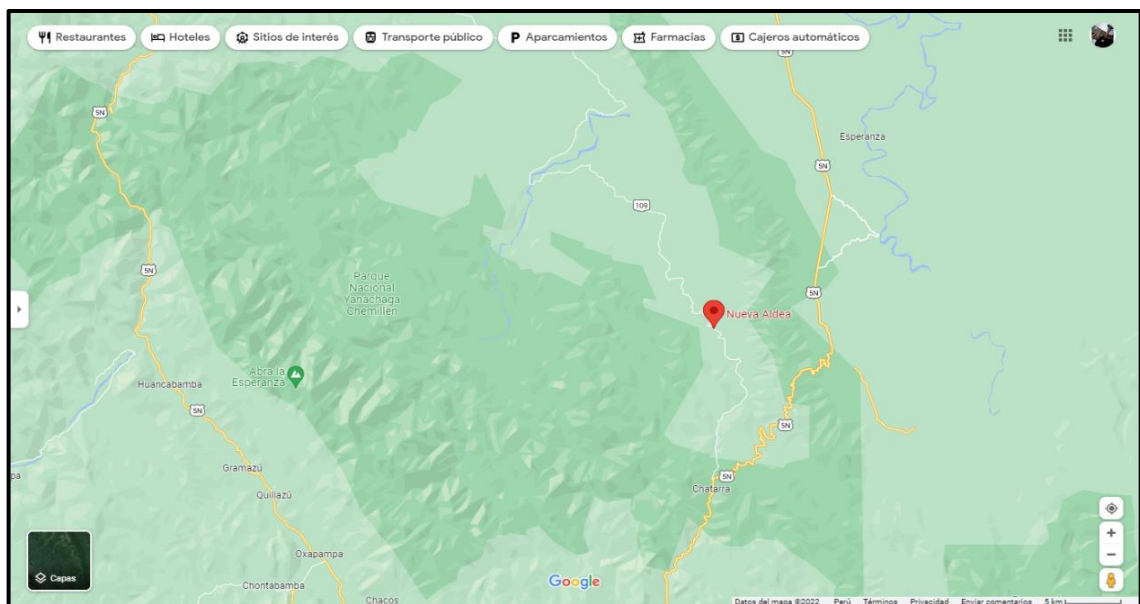 Restaurantes
Hoteles
Sitios de interés
Transporte público
Aparcamientos
Farmacias
Cajeros automáticos
5N
5N
Esperanza
5N
109
5N
Parque
Nacional
Yanachaga
Chemillen
5N
Nueva Aldea
Abra la
Esperanza
Huancabamba
5N
5N
Gramazú
5N
pa
Chatarra
Quillazú
Oxapampa
Capas
Chontabamba
Google
Chacos
Datos del mapa ©2022 Perú Términos Privacidad Enviar comentarios 5 km